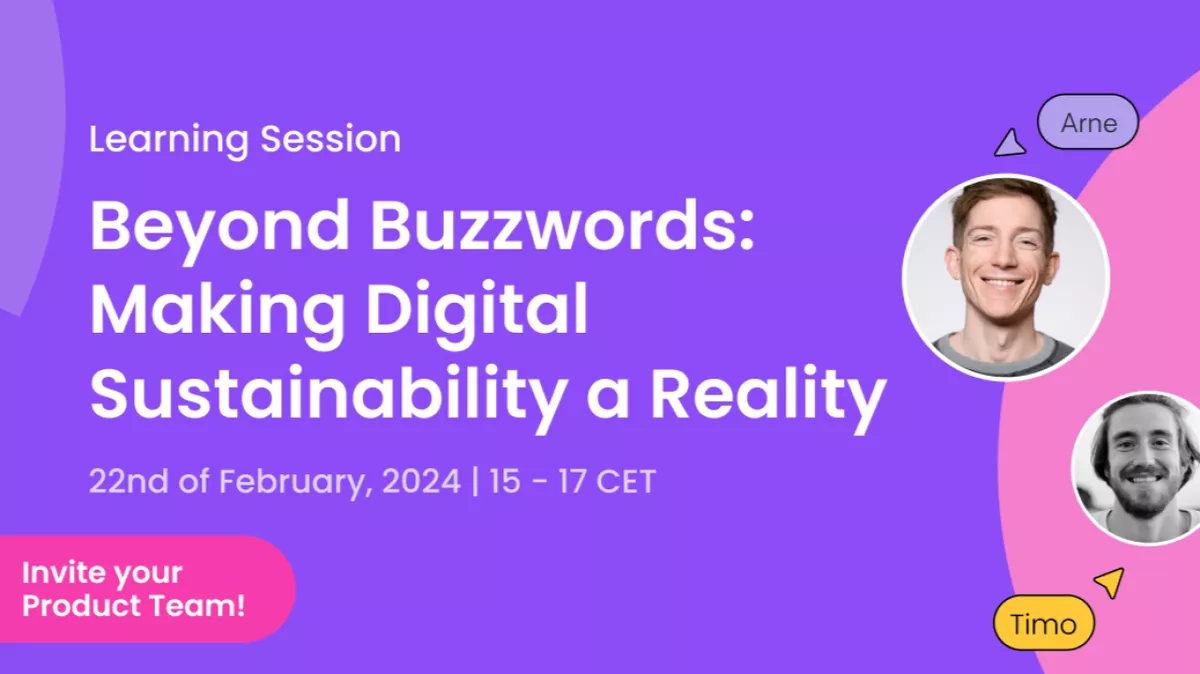 Learning Session
Beyond Buzzwords:
Making Digital
Sustainability a Reality
22nd of February, 2024 | 15 - 17 CET
Invite your
Product Team!
Arne
Timo